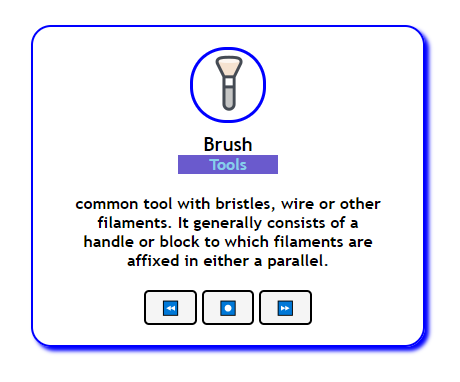 Brush
Tools
common tool with bristles, wire or other
filaments. It generally consists of a
handle or block to which filaments are
affixed in either a parallel.